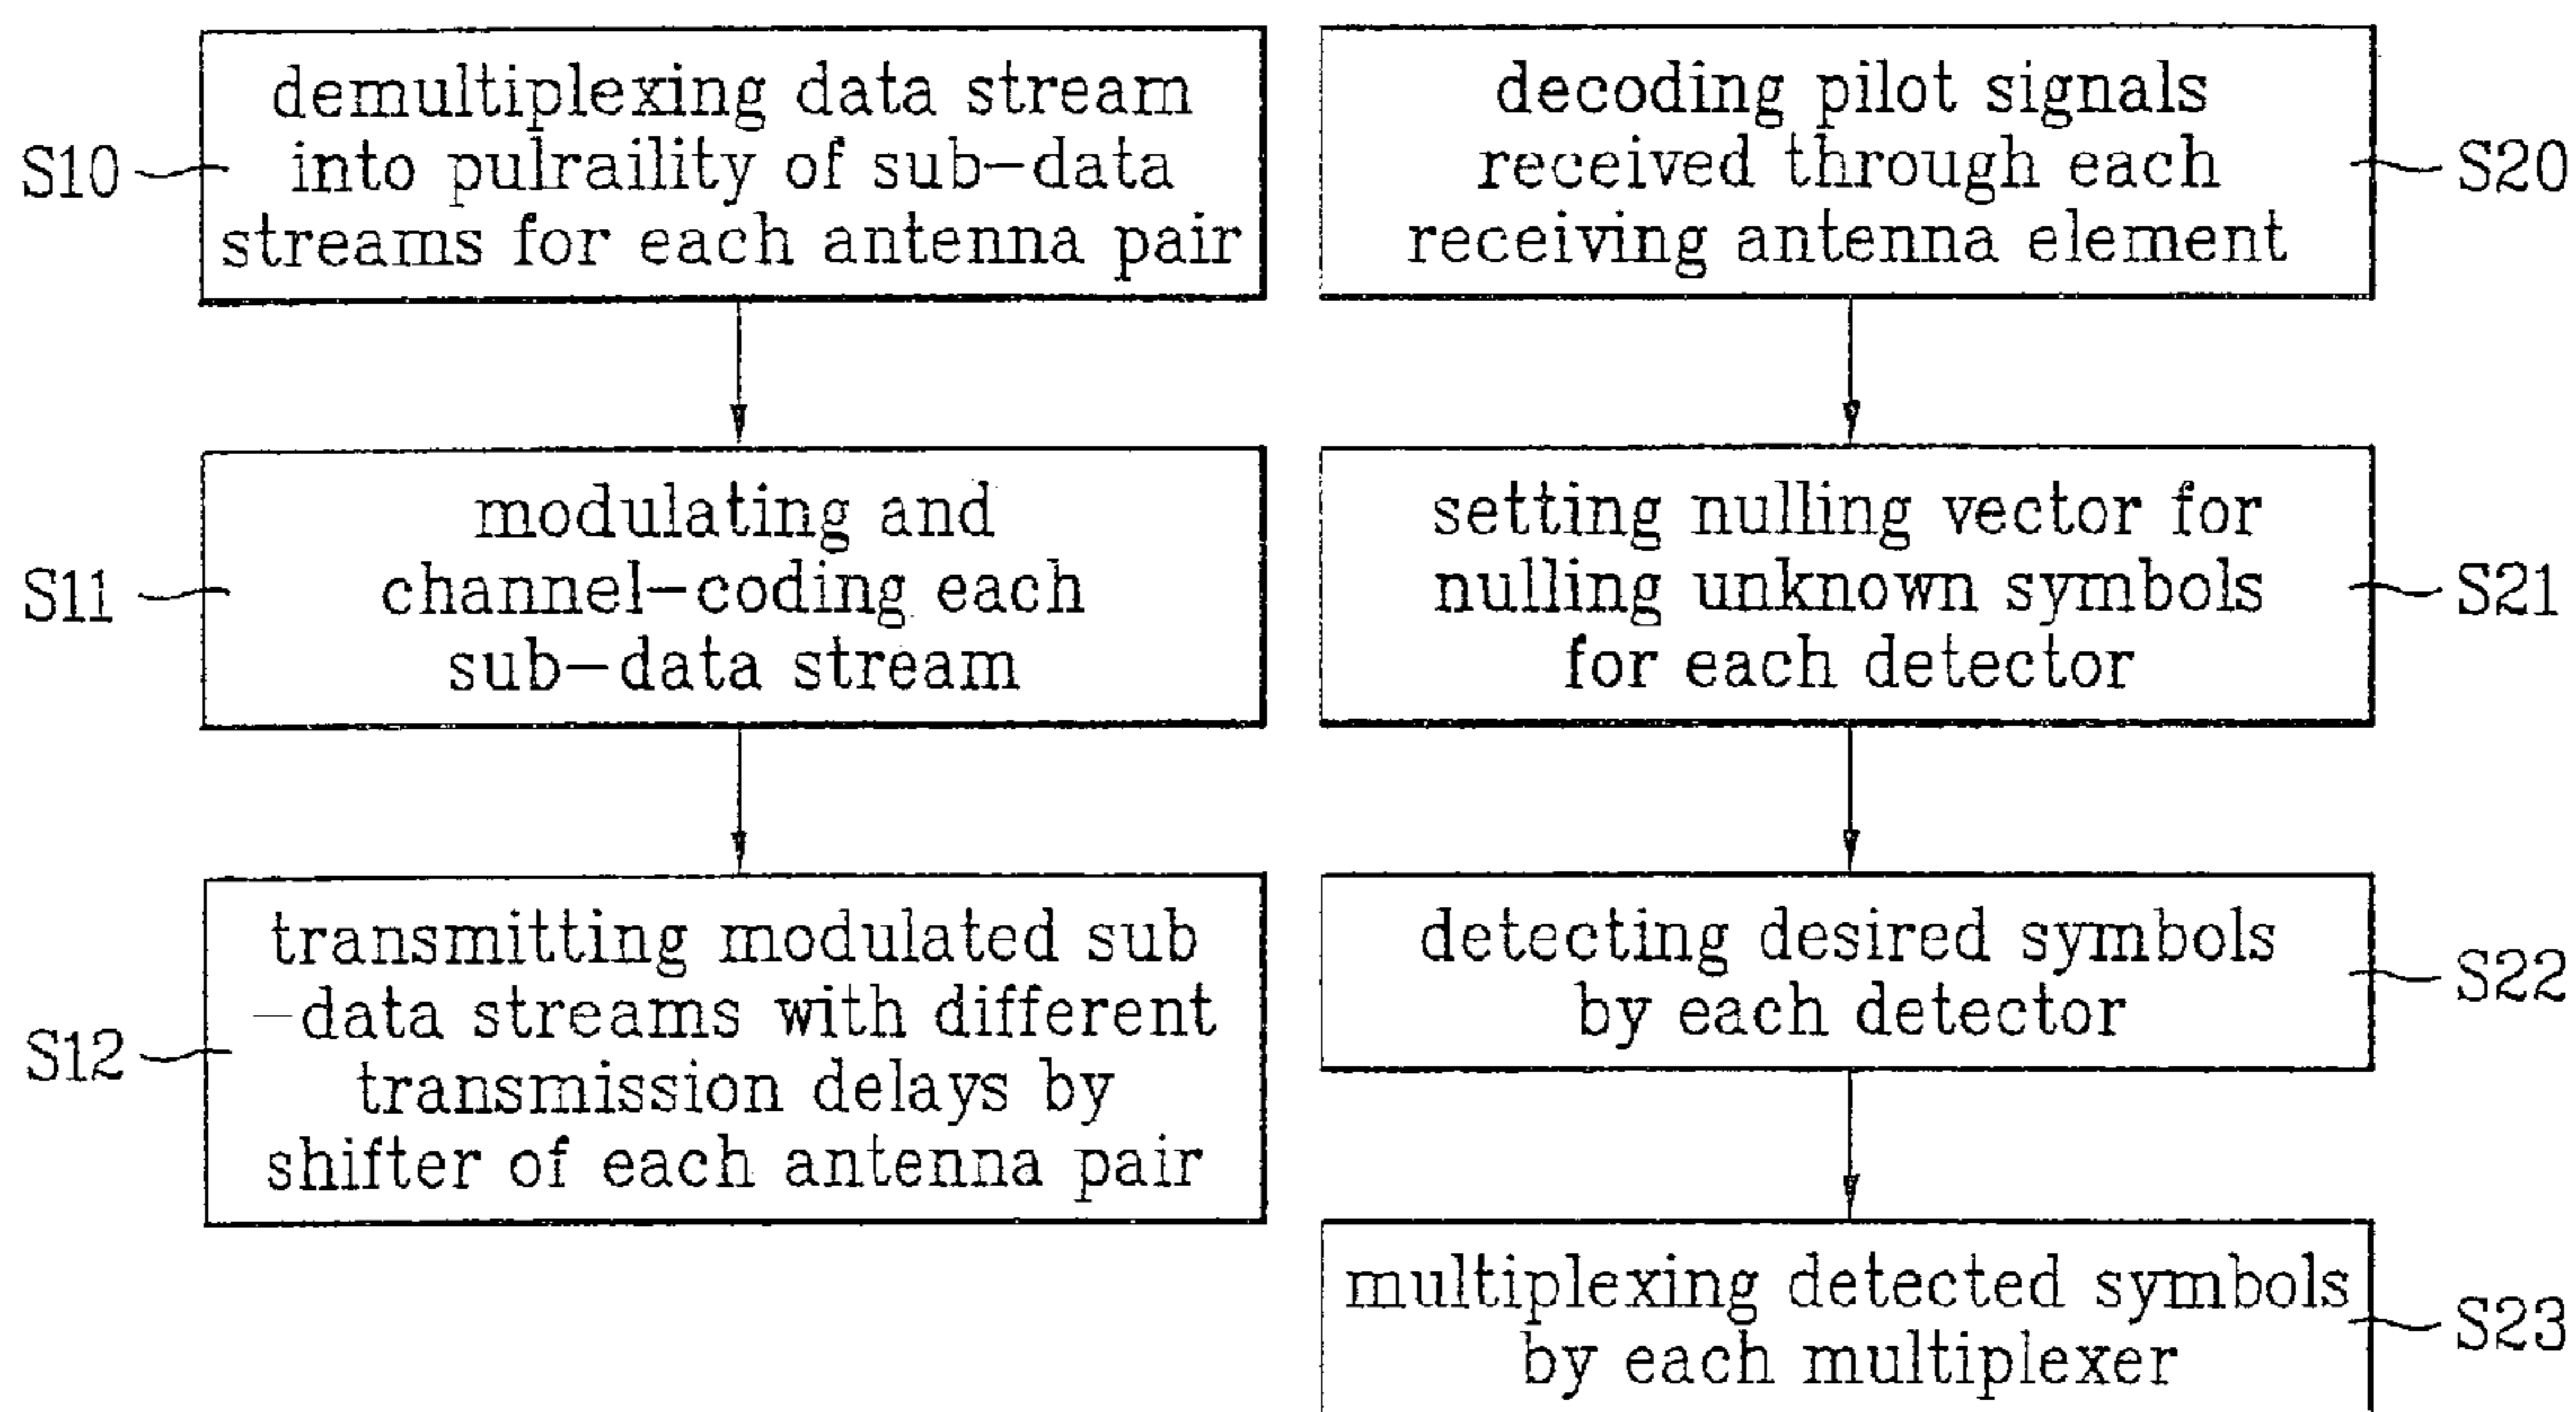 S10
demultiplexing data stream
into pulraility of sub-data
streams for each antenna pair
S11
modulating and
channel-coding each
sub-data stream
S12
transmitting modulated sub
-data streams with different
transmission delays by
shifter of each antenna pair
decoding pilot signals
received through each
receiving antenna element
S20
setting nulling vector for
nulling unknown symbols
for each detector
S21
detecting desired symbols
by each detector
S22
multiplexing detected symbols
by each multiplexer
S23